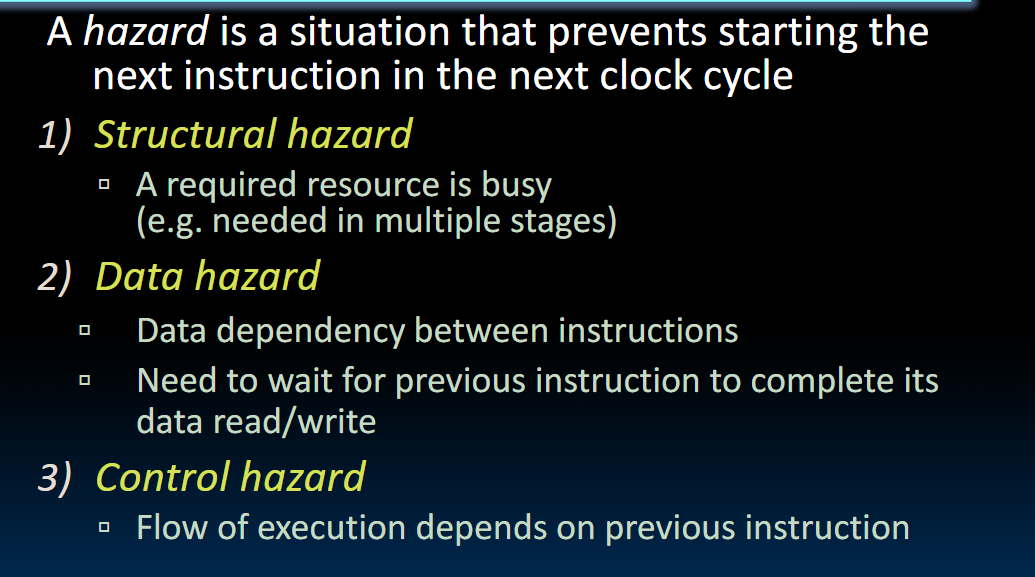 A hazard is a situation that prevents starting the
next instruction in the next clock cycle
1) Structural hazard
▫ A required resource is busy
(e.g. needed in multiple stages)
2) Data hazard
▫ Data dependency between instructions
▫ Need to wait for previous instruction to complete its
data read/write
3) Control hazard
▫ Flow of execution depends on previous instruction